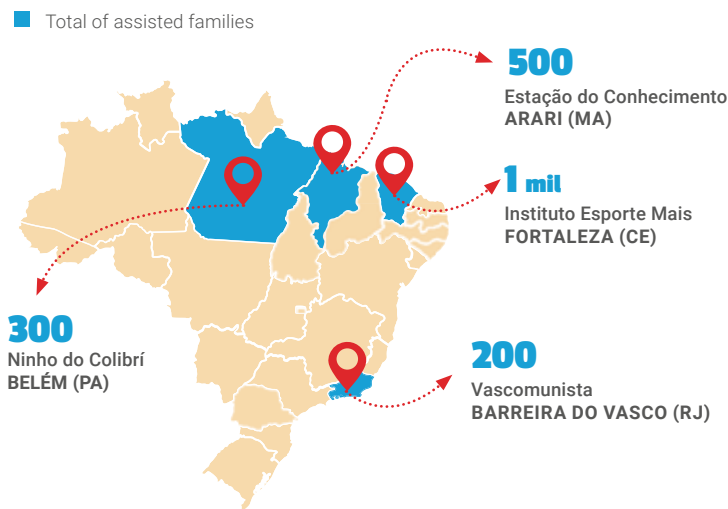 Total of assisted families
500
Estação do Conhecimento
ARARI (MA)
1 mil
Instituto Esporte Mais
FORTALEZA (CE)
300
Ninho do Colibrí
BELÉM (PA)
200
Vascomunista
BARREIRA DO VASCO (RJ)